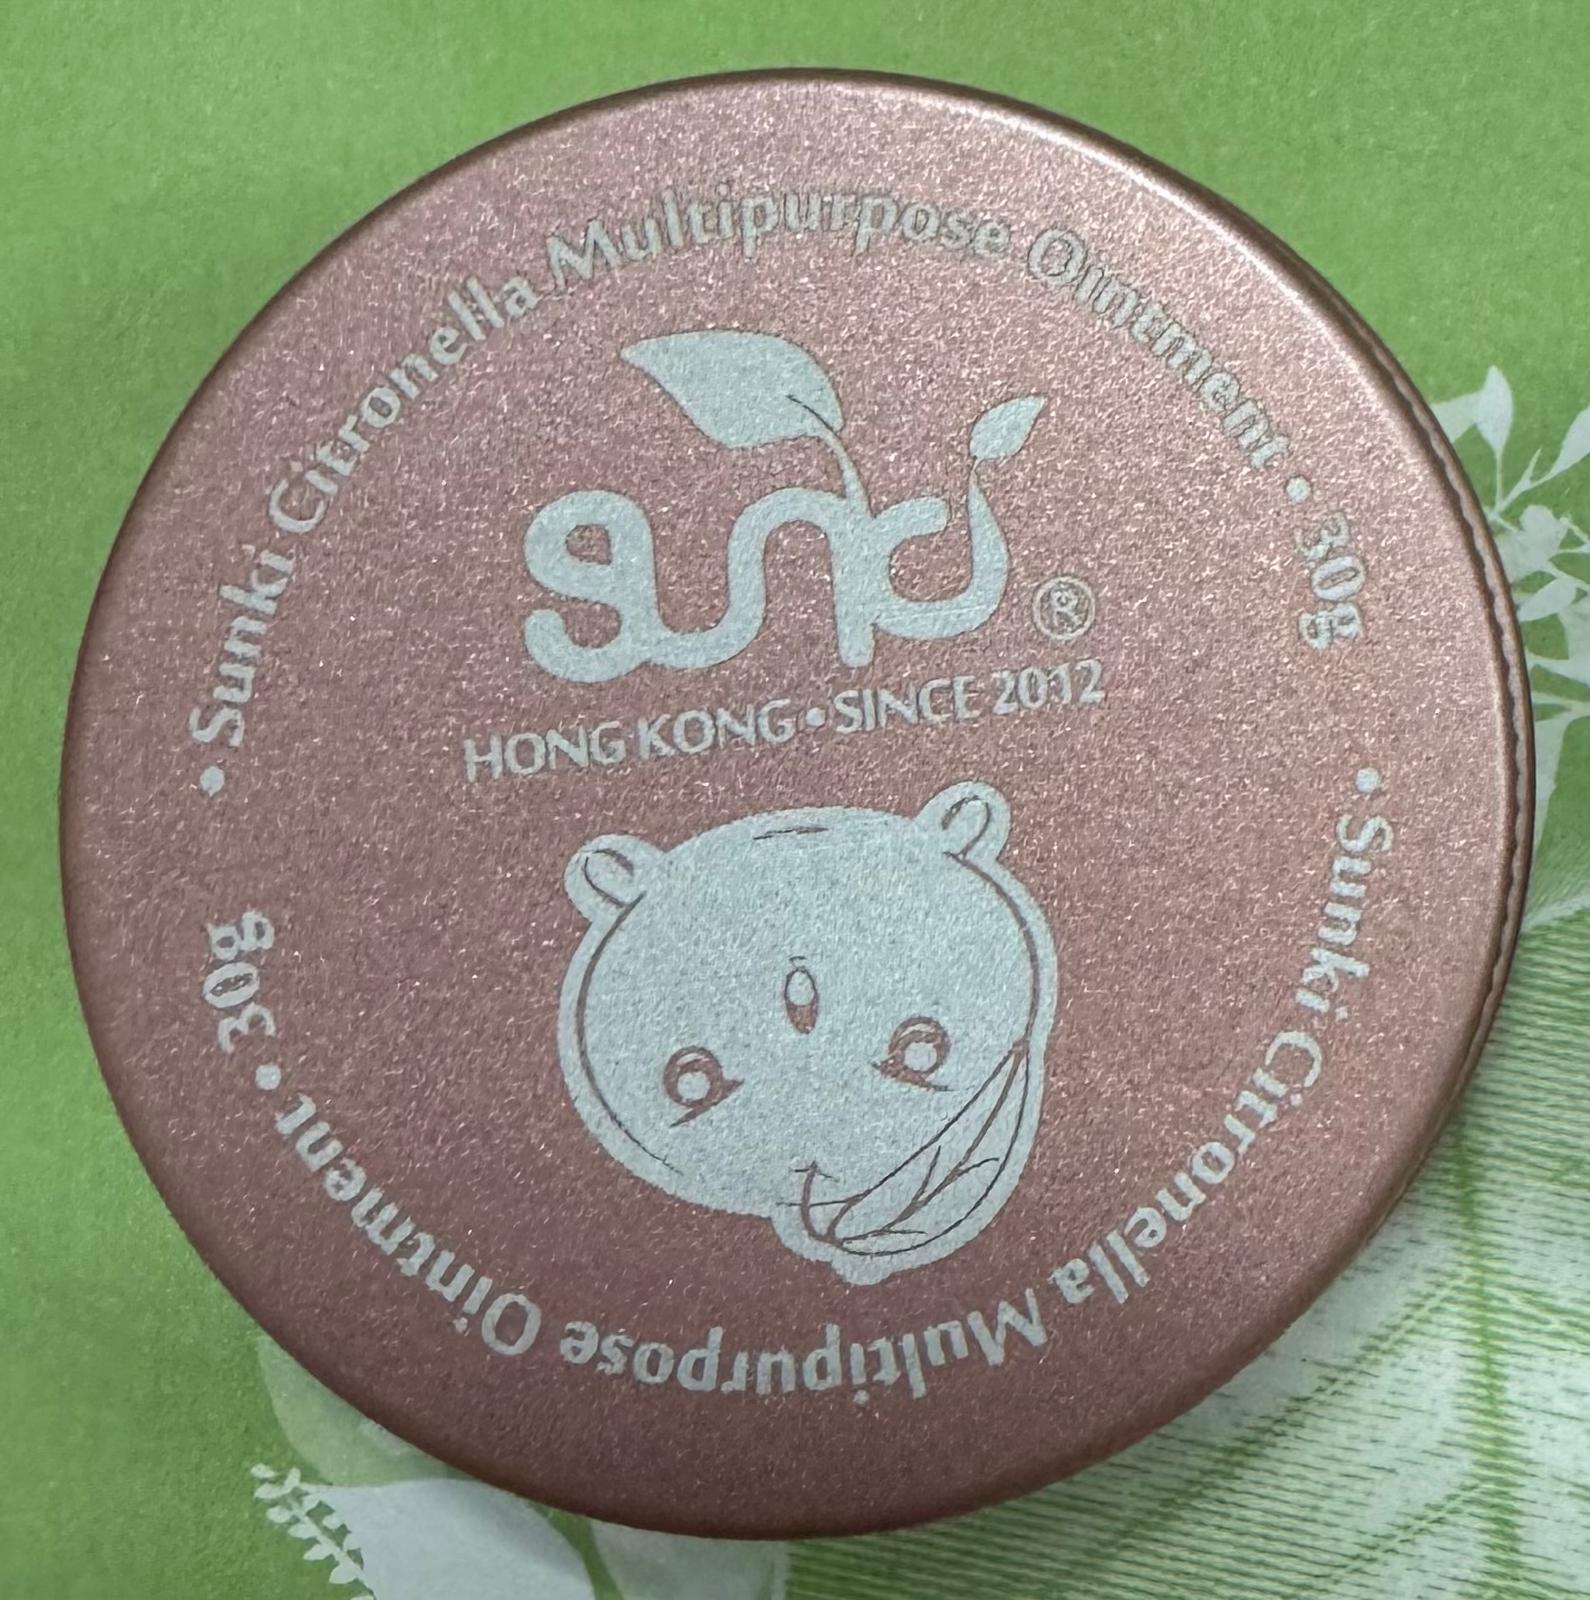 • Sunki Citronella Multipurpose Ointment • 30g
sunki ®
HONG KONG • SINCE 2012
• Sunki Citronella Multipurpose Ointment • 30g